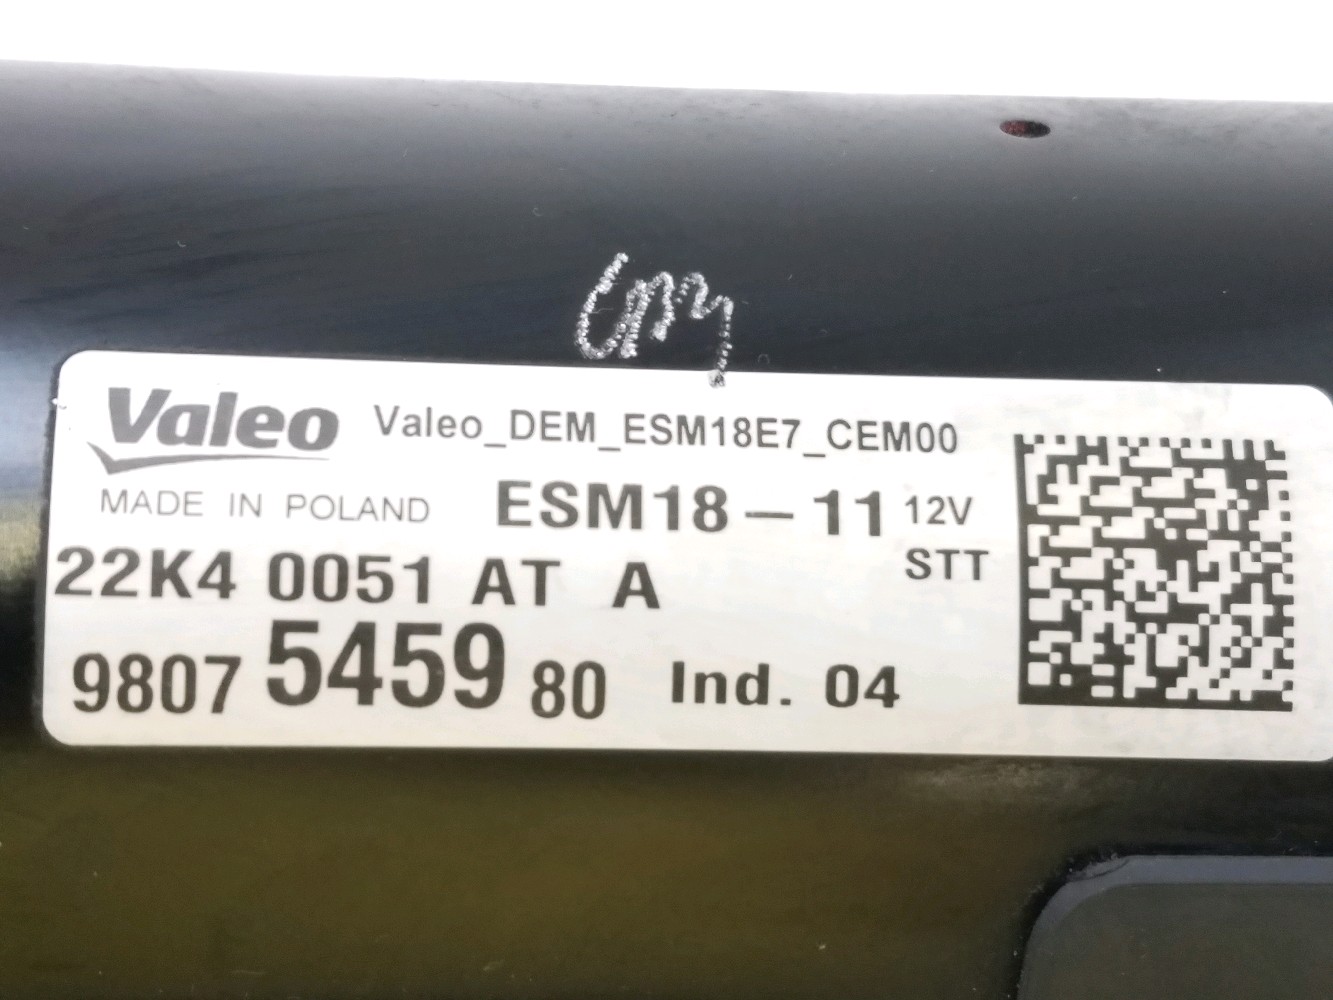 Valeo Valeo_DEM_ESM18E7_CEM00
MADE IN POLAND ESM18-11 12V
STT
22K4 0051 AT A
9807 5459 80 Ind. 04